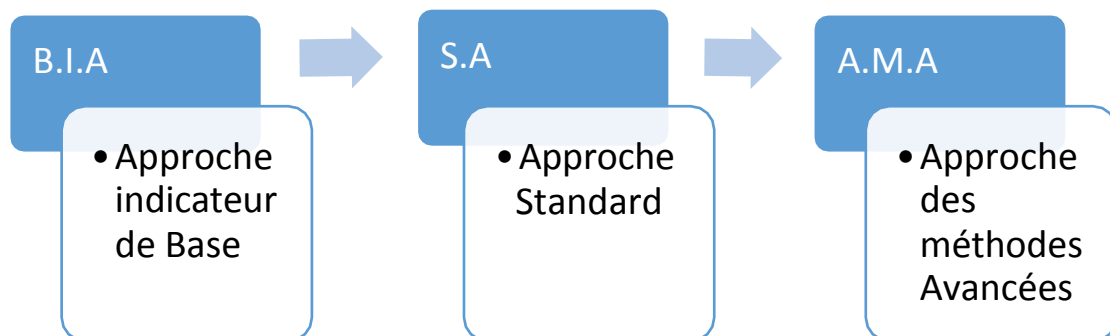 B.I.A
• Approche
indicateur
de Base
S.A
• Approche
Standard
A.M.A
• Approche
des
méthodes
Avancées